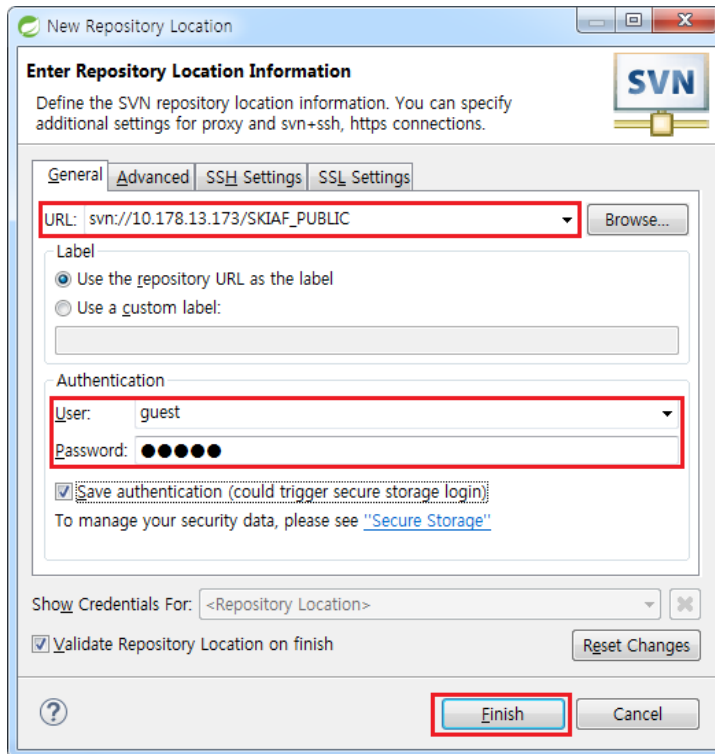 New Repository Location
Enter Repository Location Information
Define the SVN repository location information. You can specify
additional settings for proxy and svn+ssh, https connections.
SVN
General Advanced SSH Settings SSL Settings
URL: svn://10.178.13.173/SKIAF_PUBLIC Browse...
Label
Use the repository URL as the label
Use a custom label:
Authentication
User: guest
Password: ●●●●●
Save authentication (could trigger secure storage login)
To manage your security data, please see "Secure Storage"
Show Credentials For: <Repository Location>
Validate Repository Location on finish Reset Changes
? Finish Cancel